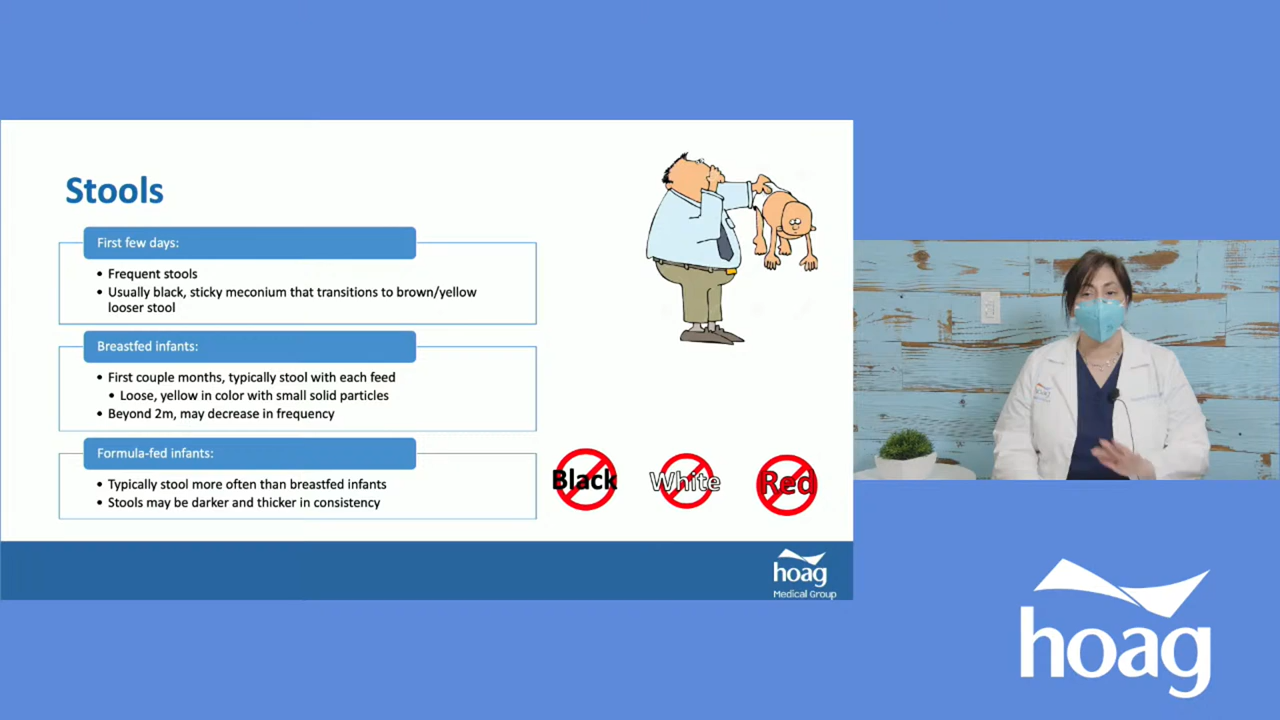 Stools
First few days:
• Frequent stools
• Usually black, sticky meconium that transitions to brown/yellow
looser stool
Breastfed infants:
• First couple months, typically stool with each feed
• Loose, yellow in color with small solid particles
• Beyond 2m, may decrease in frequency
Formula-fed infants:
• Typically stool more often than breastfed infants
• Stools may be darker and thicker in consistency
Black
White
Red
hoag
Medical Group
hoag